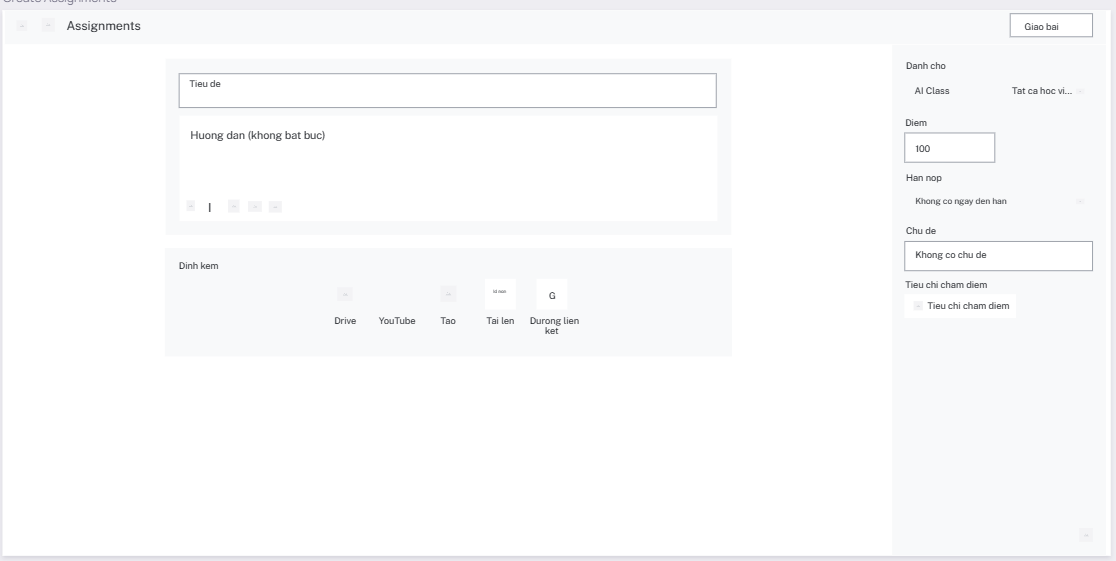 Create Assignments
Assignments
Giao bai
Tieu de
Huong dan (khong bat buc)
Dinh kem
G
Drive
YouTube
Tao
Tai len
Durong lien
ket
Danh cho
AI Class
Tat ca hoc vi...
Diem
100
Han nop
Khong co ngay den han
Chu de
Khong co chu de
Tieu chi cham diem
Tieu chi cham diem